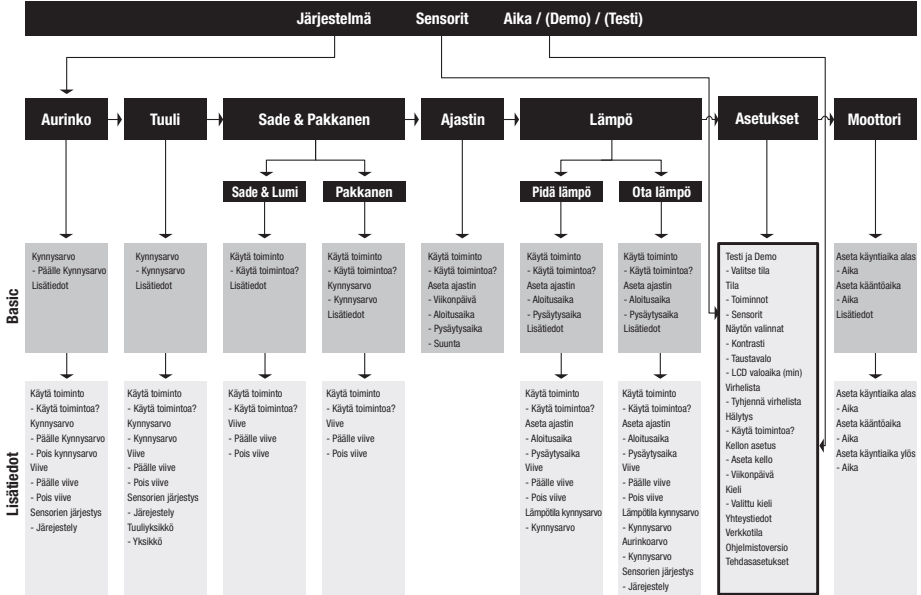 Järjestelmä Sensorit Aika / (Demo) / (Testi)
Aurinko Tuuli Sade & Pakkanen Ajastin Lämpö Asetukset Moottori
Sade & Lumi Pakkanen Pidä lämpö Ota lämpö
Basic
Kynnysarvo
- Päälle Kynnysarvo
Lisätiedot
Kynnysarvo
- Kynnysarvo
Lisätiedot
Käytä toiminto
- Käytä toimintoa?
Lisätiedot
Käytä toiminto
- Käytä toimintoa?
Kynnysarvo
- Kynnysarvo
Lisätiedot
Käytä toiminto
- Käytä toimintoa?
Aseta ajastin
- Viikonpäivä
- Aloitusaika
- Pysäytysaika
- Suunta
Käytä toiminto
- Käytä toimintoa?
Aseta ajastin
- Aloitusaika
- Pysäytysaika
Lisätiedot
Käytä toiminto
- Käytä toimintoa?
Aseta ajastin
- Aloitusaika
- Pysäytysaika
Lisätiedot
Testi ja Demo
- Valitse tila
Tila
- Toiminnot
- Sensorit
Näytön valinnat
- Kontrasti
- Taustavalo
- LCD valoaika (min)
Virhelista
- Tyhjennä virhelista
Hälytys
- Käytä toimintoa?
Kellon asetus
- Aseta kello
- Viikonpäivä
Kieli
- Valittu kieli
Yhteystiedot
Verkkotila
Ohjelmistoversio
Tehdasasetukset
Aseta käyntiaika alas
- Aika
Aseta kääntöaika
- Aika
Lisätiedot
Lisätiedot
Käytä toiminto
- Käytä toimintoa?
Kynnysarvo
- Päälle Kynnysarvo
- Pois kynnysarvo
Viive
- Päälle viive
- Pois viive
Sensorien järjestys
- Järejestely
Käytä toiminto
- Käytä toimintoa?
Kynnysarvo
- Kynnysarvo
Viive
- Päälle viive
- Pois viive
Sensorien järjestys
- Järejestely
Tuuliyksikkö
- Yksikkö
Käytä toiminto
- Käytä toimintoa?
Viive
- Päälle viive
- Pois viive
Käytä toiminto
- Käytä toimintoa?
Viive
- Päälle viive
- Pois viive
Käytä toiminto
- Käytä toimintoa?
Aseta ajastin
- Aloitusaika
- Pysäytysaika
Viive
- Päälle viive
- Pois viive
Lämpötila kynnysarvo
- Kynnysarvo
Käytä toiminto
- Käytä toimintoa?
Aseta ajastin
- Aloitusaika
- Pysäytysaika
Viive
- Päälle viive
- Pois viive
Lämpötila kynnysarvo
- Kynnysarvo
Aurinkoarvo
- Kynnysarvo
Sensorien järjestys
- Järejestely
Aseta käyntiaika alas
- Aika
Aseta kääntöaika
- Aika
Aseta käyntiaika ylös
- Aika